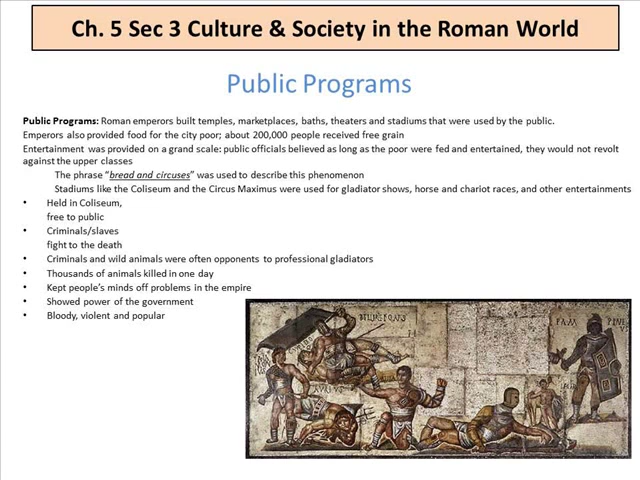 Ch. 5 Sec 3 Culture & Society in the Roman World
Public Programs
Public Programs: Roman emperors built temples, marketplaces, baths, theaters and stadiums that were used by the public.
Emperors also provided food for the city poor; about 200,000 people received free grain
Entertainment was provided on a grand scale: public officials believed as long as the poor were fed and entertained, they would not revolt
against the upper classes
The phrase “bread and circuses” was used to describe this phenomenon
Stadiums like the Coliseum and the Circus Maximus were used for gladiator shows, horse and chariot races, and other entertainments
• Held in Coliseum,
free to public
• Criminals/slaves
fight to the death
• Criminals and wild animals were often opponents to professional gladiators
• Thousands of animals killed in one day
• Kept people’s minds off problems in the empire
• Showed power of the government
• Bloody, violent and popular